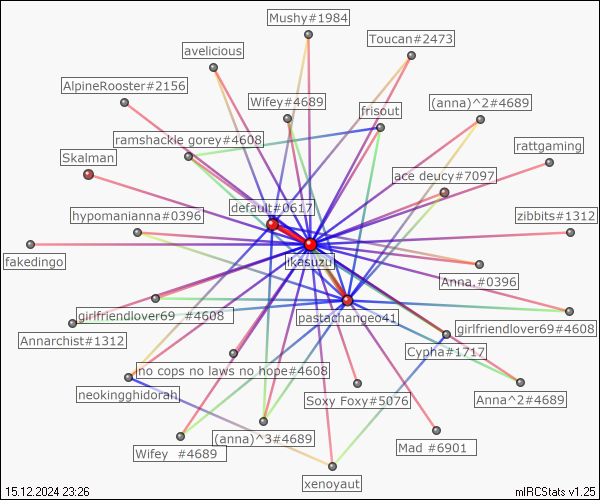 Mushy#1984
Toucan#2473
avelicious
AlpineRooster#2156
Wifey#4689
frisout
(anna)^2#4689
ramshackle gorey#4608
rattgaming
Skalman
ace deucy#7097
hypomanianna#0396
default#0617
zibbits#1312
fakedingo
ikasuzu
Anna.#0396
pastachangeo41
girlfriendlover69 #4608
girlfriendlover69#4608
Annarchist#1312
Cypha#1717
no cops no laws no hope#4608
neokingghidorah
Soxy Foxy#5076
Anna^2#4689
(anna)^3#4689
Wifey #4689
Mad #6901
xenoyaut
15.12.2024 23:26
mIRCStats v1.25